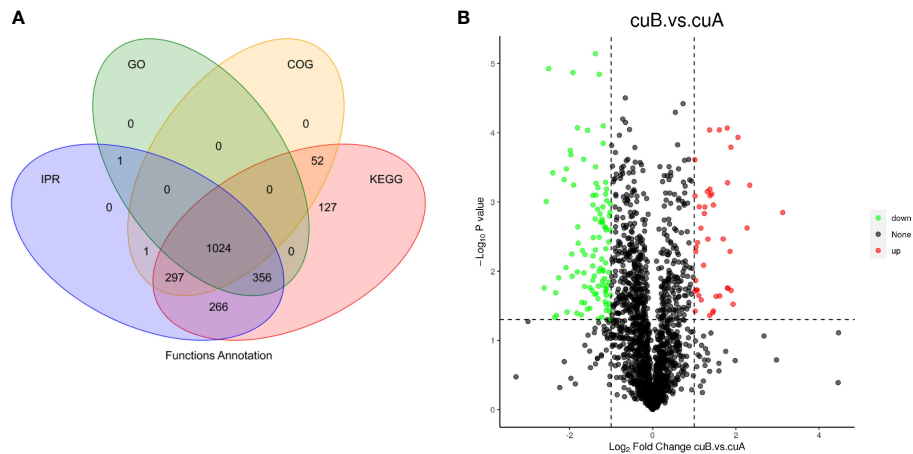 A
GO
COG
0
0
0
1
52
IPR
0
0
KEGG
0
127
1024
1
0
297
356
266
Functions Annotation
B
cuB.vs.cuA
5
4
3
2
1
0
−Log₁₀ P value
-2
0
2
4
Log₂ Fold Change cuB.vs.cuA
down
None
up